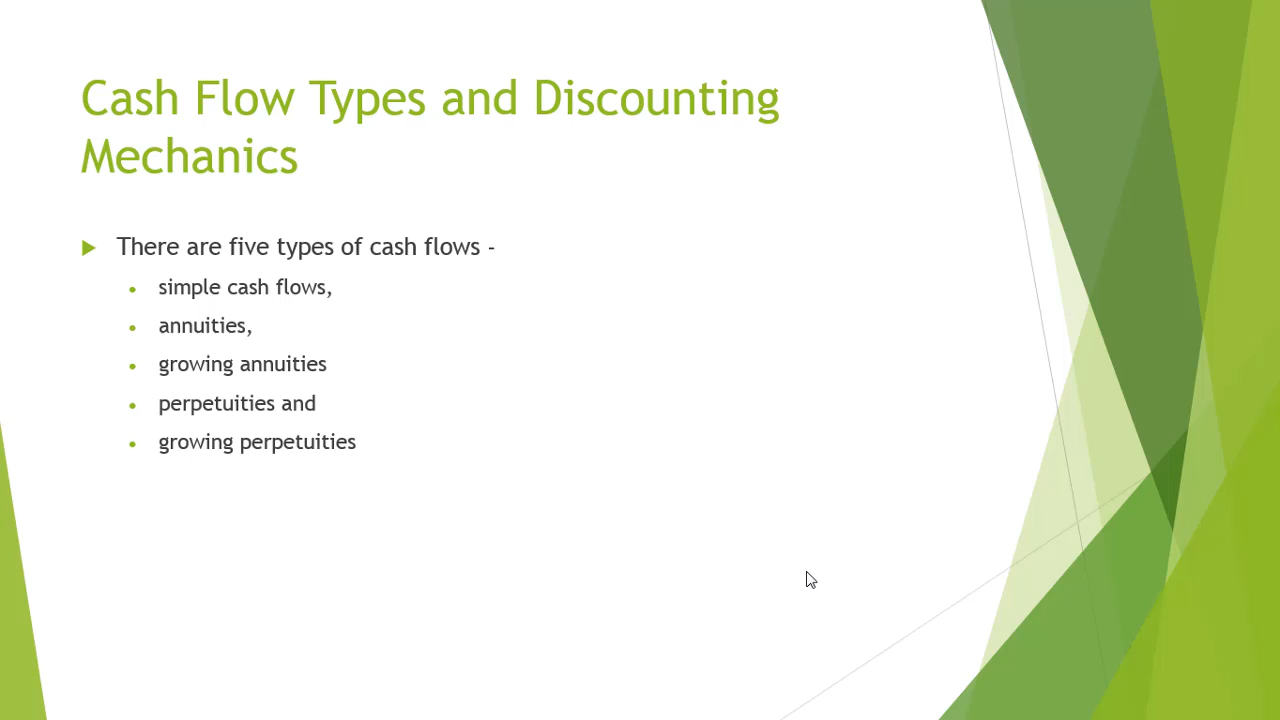 Cash Flow Types and Discounting
Mechanics
There are five types of cash flows -
simple cash flows,
annuities,
growing annuities
perpetuities and
growing perpetuities